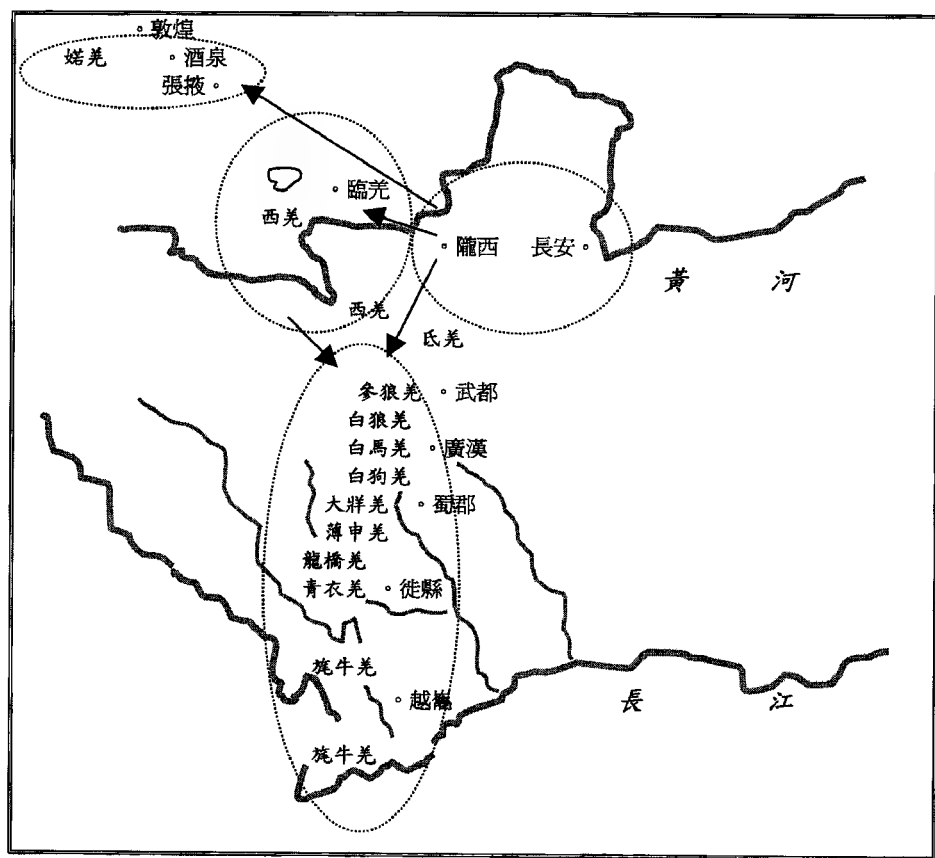 。敦煌
婼羌 。酒泉
張掖。
。臨羌
西羌
。隴西 長安。
黃河
西羌
氐羌
參狼羌 。武都
白狼羌
白馬羌 。廣漢
白狗羌
大牂羌 。蜀郡
薄申羌
龍橋羌
青衣羌 。徙縣
旄牛羌
。越嶲
長江
旄牛羌